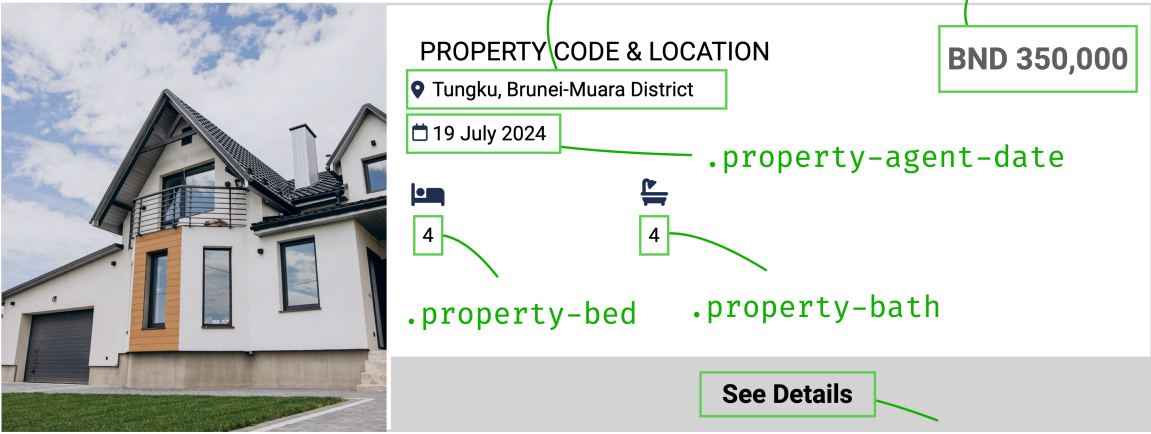 PROPERTY CODE & LOCATION
BND 350,000
Tungku, Brunei-Muara District
19 July 2024
.property-agent-date
4
4
.property-bed
.property-bath
See Details